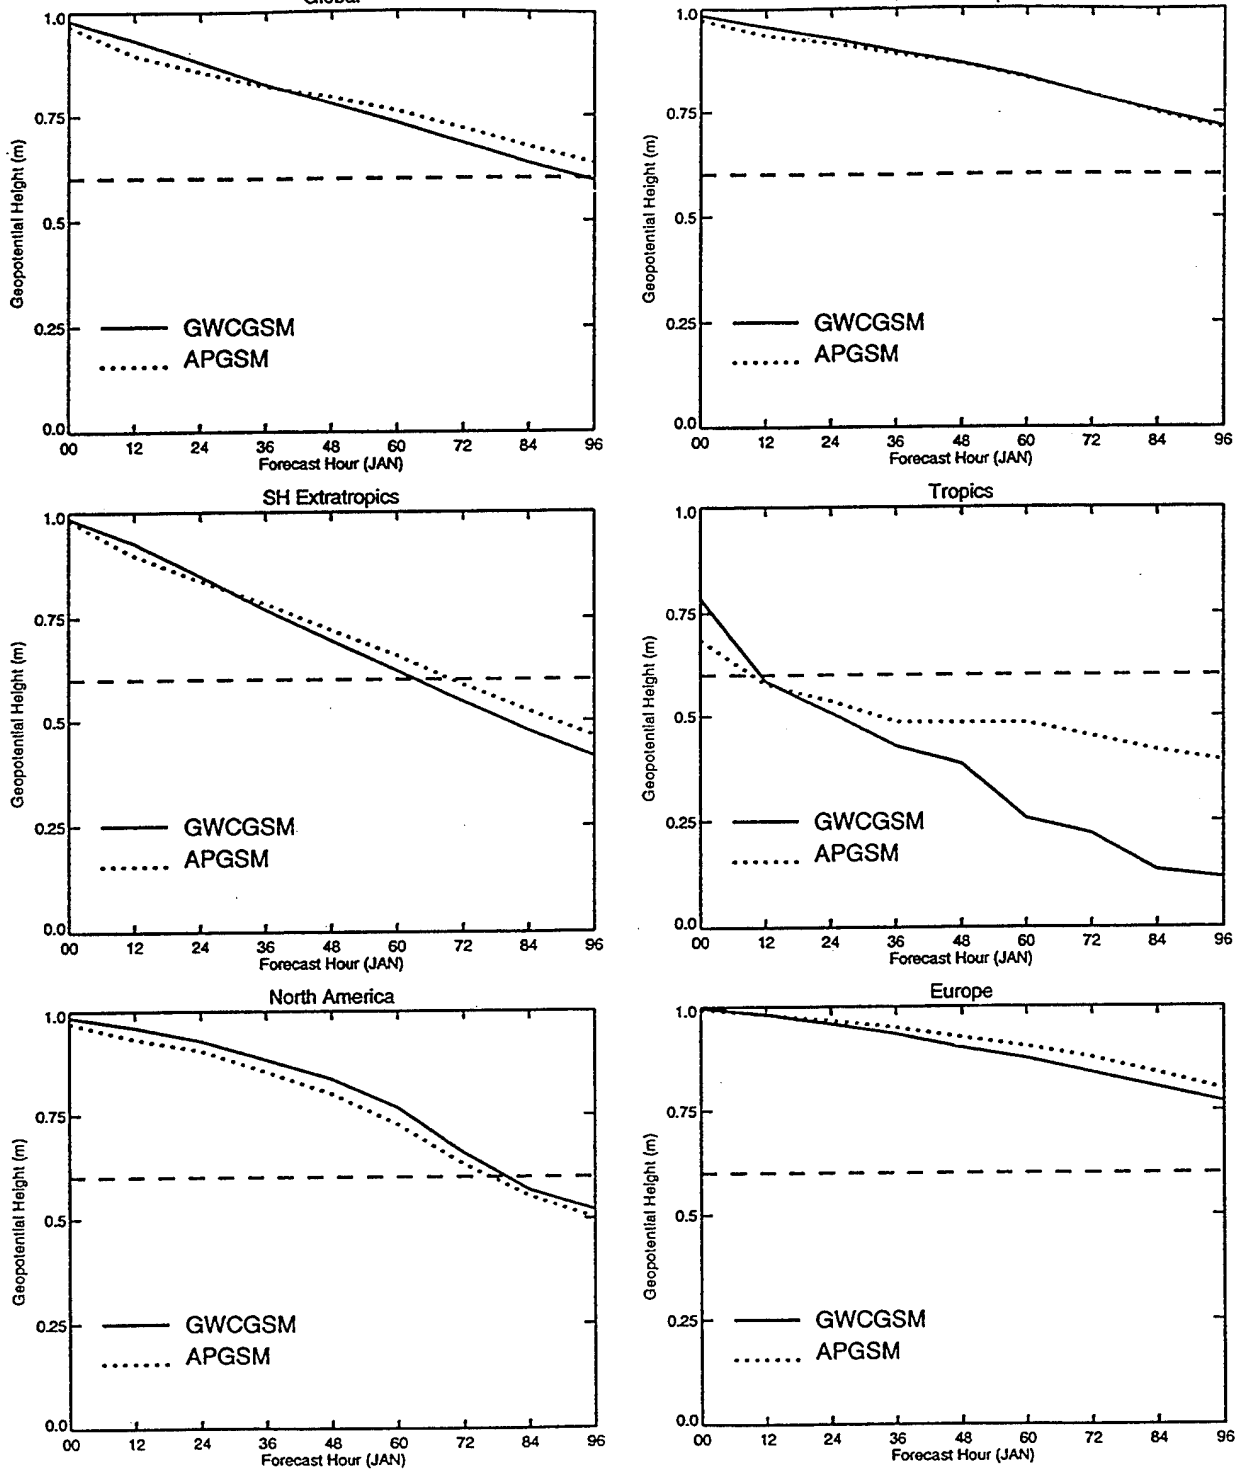 Global
1.0
0.75
0.5
0.25
0.0
Geopotential Height (m)
GWCGSM
APGSM
00 12 24 36 48 60 72 84 96
Forecast Hour (JAN)
1.0
0.75
0.5
0.25
0.0
Geopotential Height (m)
GWCGSM
APGSM
00 12 24 36 48 60 72 84 96
Forecast Hour (JAN)
SH Extratropics
1.0
0.75
0.5
0.25
0.0
Geopotential Height (m)
GWCGSM
APGSM
00 12 24 36 48 60 72 84 96
Forecast Hour (JAN)
Tropics
1.0
0.75
0.5
0.25
0.0
Geopotential Height (m)
GWCGSM
APGSM
00 12 24 36 48 60 72 84 96
Forecast Hour (JAN)
North America
1.0
0.75
0.5
0.25
0.0
Geopotential Height (m)
GWCGSM
APGSM
00 12 24 36 48 60 72 84 96
Forecast Hour (JAN)
Europe
1.0
0.75
0.5
0.25
0.0
Geopotential Height (m)
GWCGSM
APGSM
00 12 24 36 48 60 72 84 96
Forecast Hour (JAN)